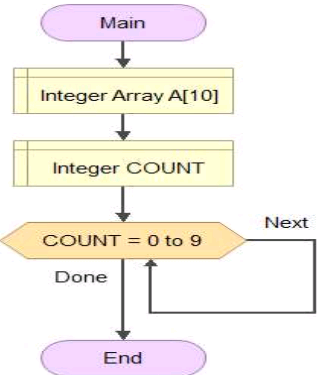 Main
Integer Array A[10]
Integer COUNT
COUNT = 0 to 9
Next
Done
End